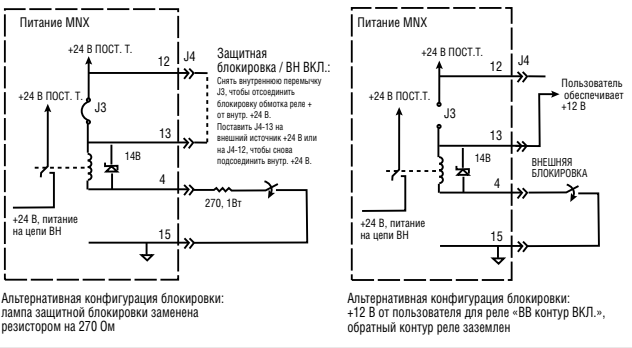 Питание MNX
+24 В ПОСТ. Т.
12
J4
+24 В ПОСТ. Т.
J3
13
14В
4
270, 1Вт
+24 В, питание
на цепи ВН
15
Защитная
блокировка / ВН ВКЛ.:
Снять внутреннюю перемычку
J3, чтобы отсоединить
блокировку обмотка реле +
от внутр. +24 В.
Поставить J4-13 на
внешний источник +24 В или
на J4-12, чтобы снова
подсоединить внутр. +24 В.
Альтернативная конфигурация блокировки:
лампа защитной блокировки заменена
резистором на 270 Ом
Питание MNX
+24 В ПОСТ. Т.
12
J4
+24 В ПОСТ.Т.
J3
Пользователь
обеспечивает
+12 В
13
14В
ВНЕШНЯЯ
БЛОКИРОВКА
4
+24 В, питание
на цепи ВН
15
Альтернативная конфигурация блокировки:
+12 В от пользователя для реле «ВВ контур ВКЛ.»,
обратный контур реле заземлен